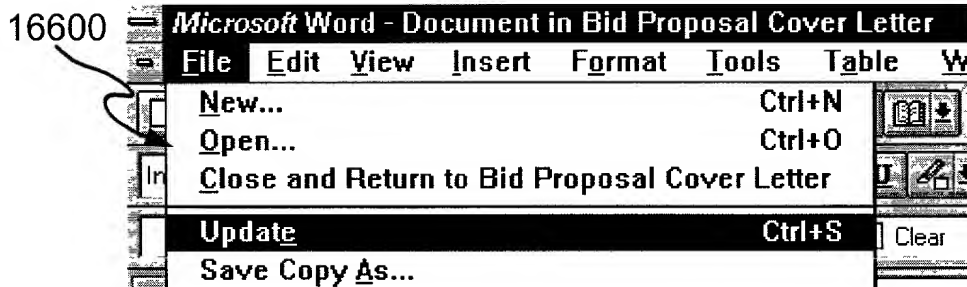 16600
Microsoft Word - Document in Bid Proposal Cover Letter
File Edit View Insert Format Tools Table W
New... Ctrl+N
Open... Ctrl+O
In
Close and Return to Bid Proposal Cover Letter
U
Update Ctrl+S
Clear
Save Copy As...